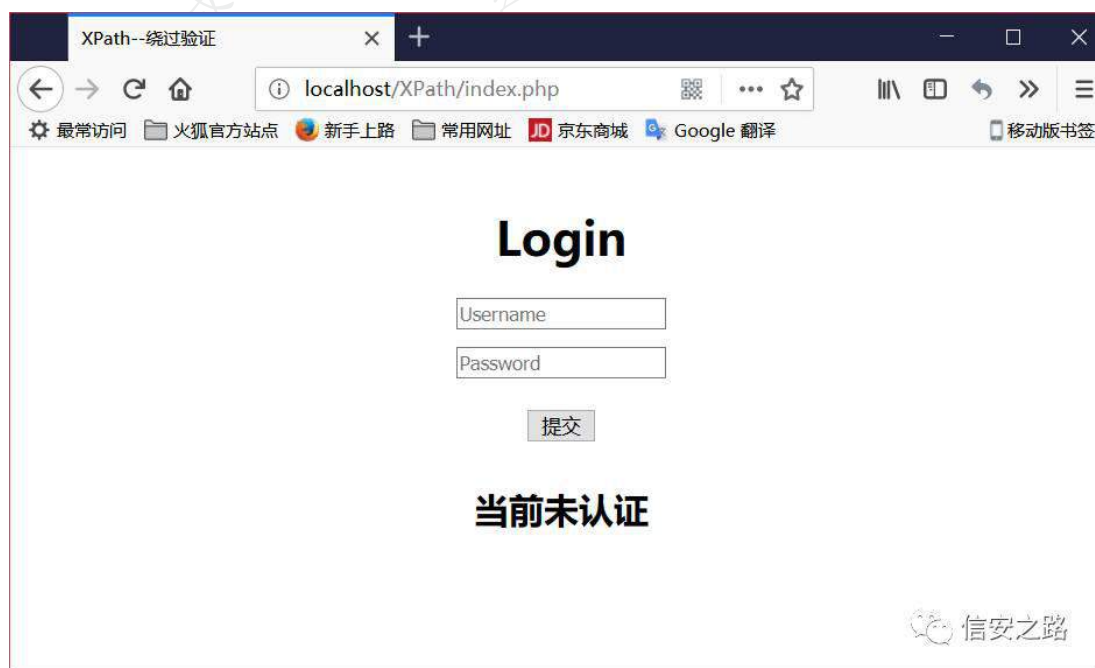 XPath--绕过验证
localhost/XPath/index.php
最常访问 火狐官方站点 新手上路 常用网址 JD 京东商城 Google 翻译 移动版书签
Login
Username
Password
提交
当前未认证
信安之路